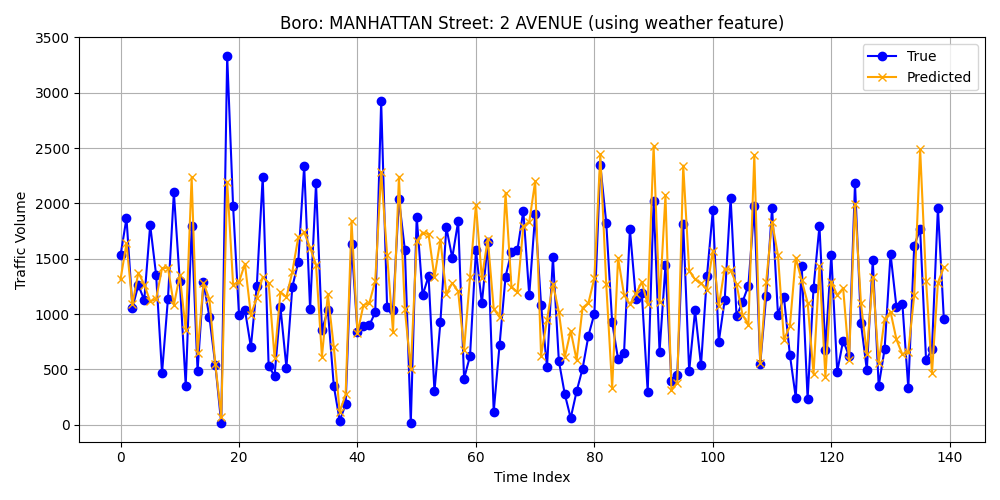 Boro: MANHATTAN Street: 2 AVENUE (using weather feature)
True
Predicted
Traffic Volume
3500
3000
2500
2000
1500
1000
500
0
0 20 40 60 80 100 120 140
Time Index